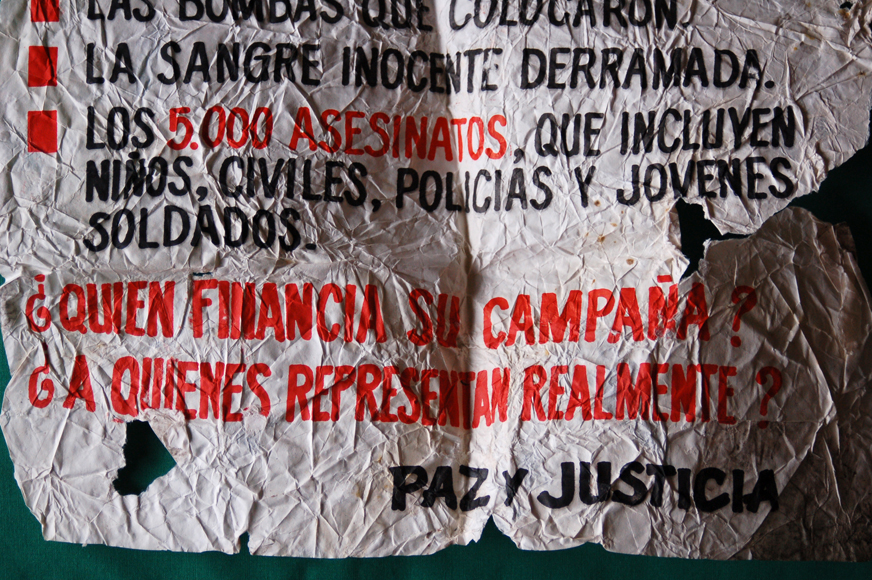 LAS BOMBAS QUE COLOCARON.
LA SANGRE INOCENTE DERRAMADA.
LOS 5.000 ASESINATOS, QUE INCLUYEN
NIÑOS, CIVILES, POLICIAS Y JOVENES
SOLDADOS.
¿QUIEN FINANCIA SU CAMPAÑA?
¿A QUIENES REPRESENTAN REALMENTE?
PAZ Y JUSTICIA